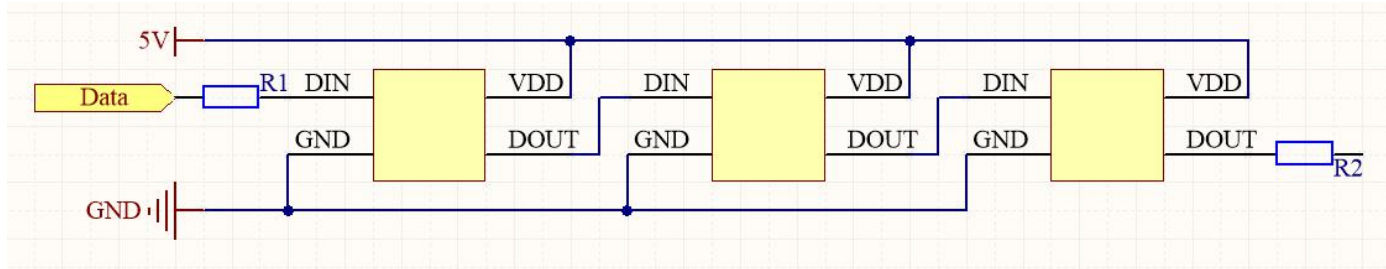 5V
Data
R1
DIN
VDD
DIN
VDD
DIN
VDD
GND
DOUT
GND
DOUT
GND
DOUT
R2
GND